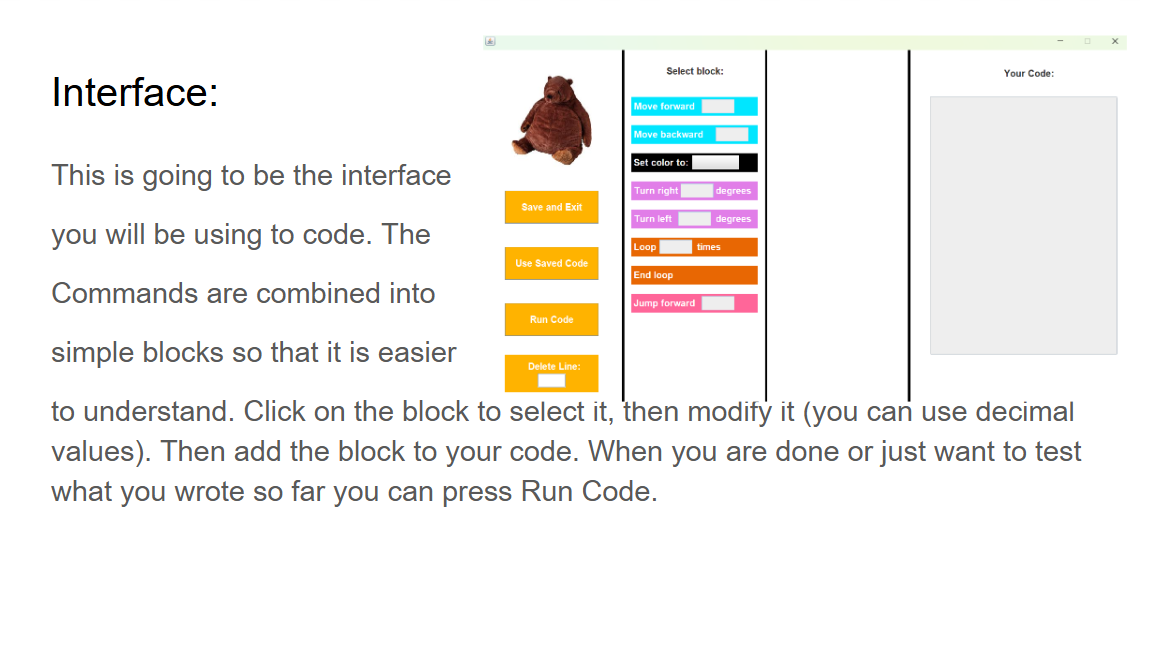 Interface:
This is going to be the interface
you will be using to code. The
Commands are combined into
simple blocks so that it is easier
to understand. Click on the block to select it, then modify it (you can use decimal
values). Then add the block to your code. When you are done or just want to test
what you wrote so far you can press Run Code.
Save and Exit
Use Saved Code
Run Code
Delete Line:
Select block:
Move forward
Move backward
Set color to:
Turn right degrees
Turn left degrees
Loop times
End loop
Jump forward
Your Code: